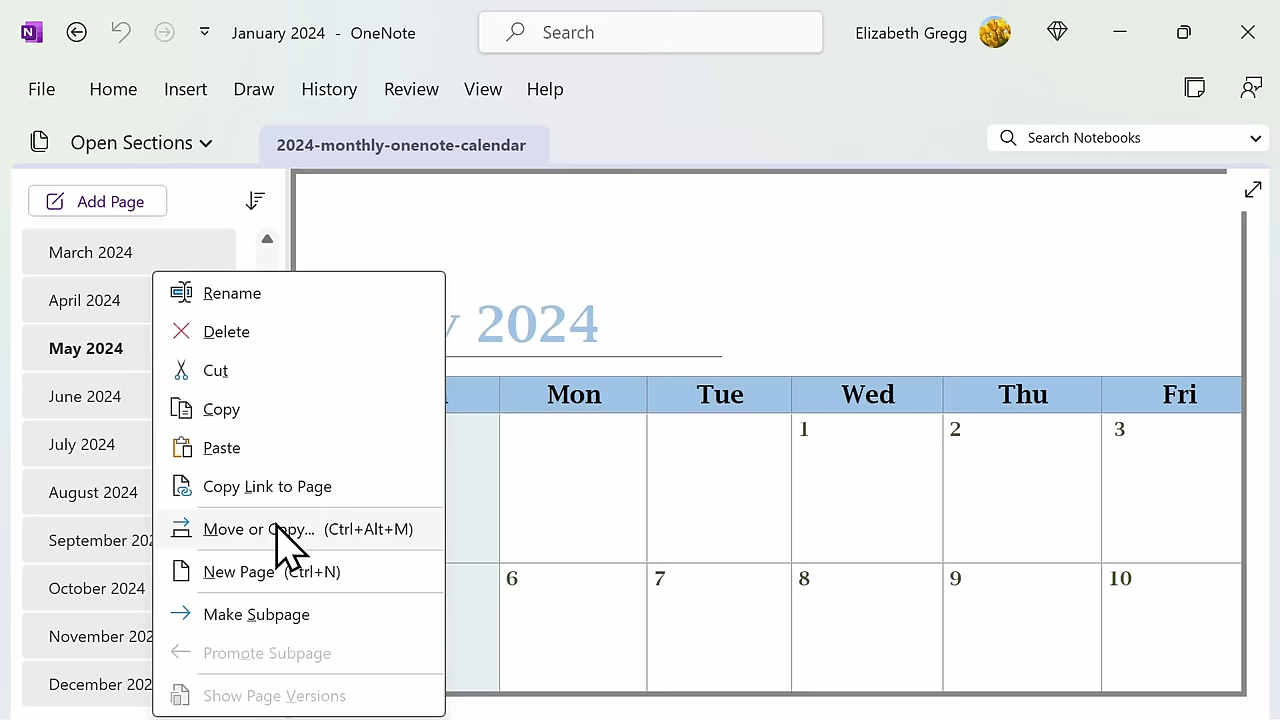 January 2024 - OneNote
Search
Elizabeth Gregg
File Home Insert Draw History Review View Help
Open Sections
2024-monthly-onenote-calendar
Search Notebooks
Add Page
March 2024
April 2024
May 2024
June 2024
July 2024
August 2024
September 202
October 2024
November 202
December 202
Rename
Delete
Cut
Copy
Paste
Copy Link to Page
Move or Copy... (Ctrl+Alt+M)
New Page (Ctrl+N)
Make Subpage
Promote Subpage
Show Page Versions
y 2024
Mon Tue Wed Thu Fri
1 2 3
6 7 8 9 10